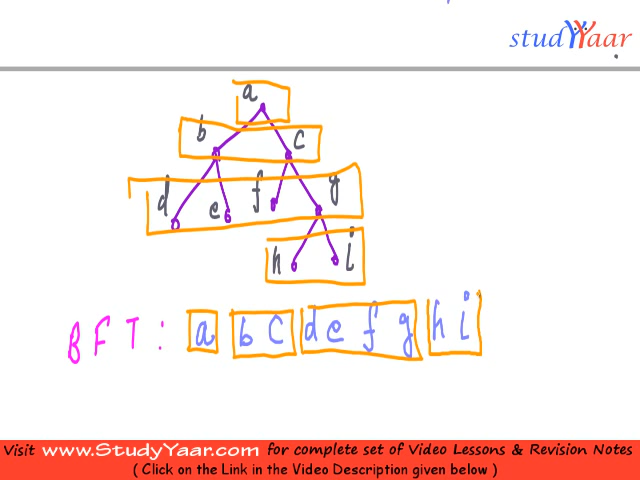 studYYaar
a
b c
d e f g
h i
BFT: a b c d e f g h i
Visit www.StudyYaar.com for complete set of Video Lessons & Revision Notes
( Click on the Link in the Video Description given below )